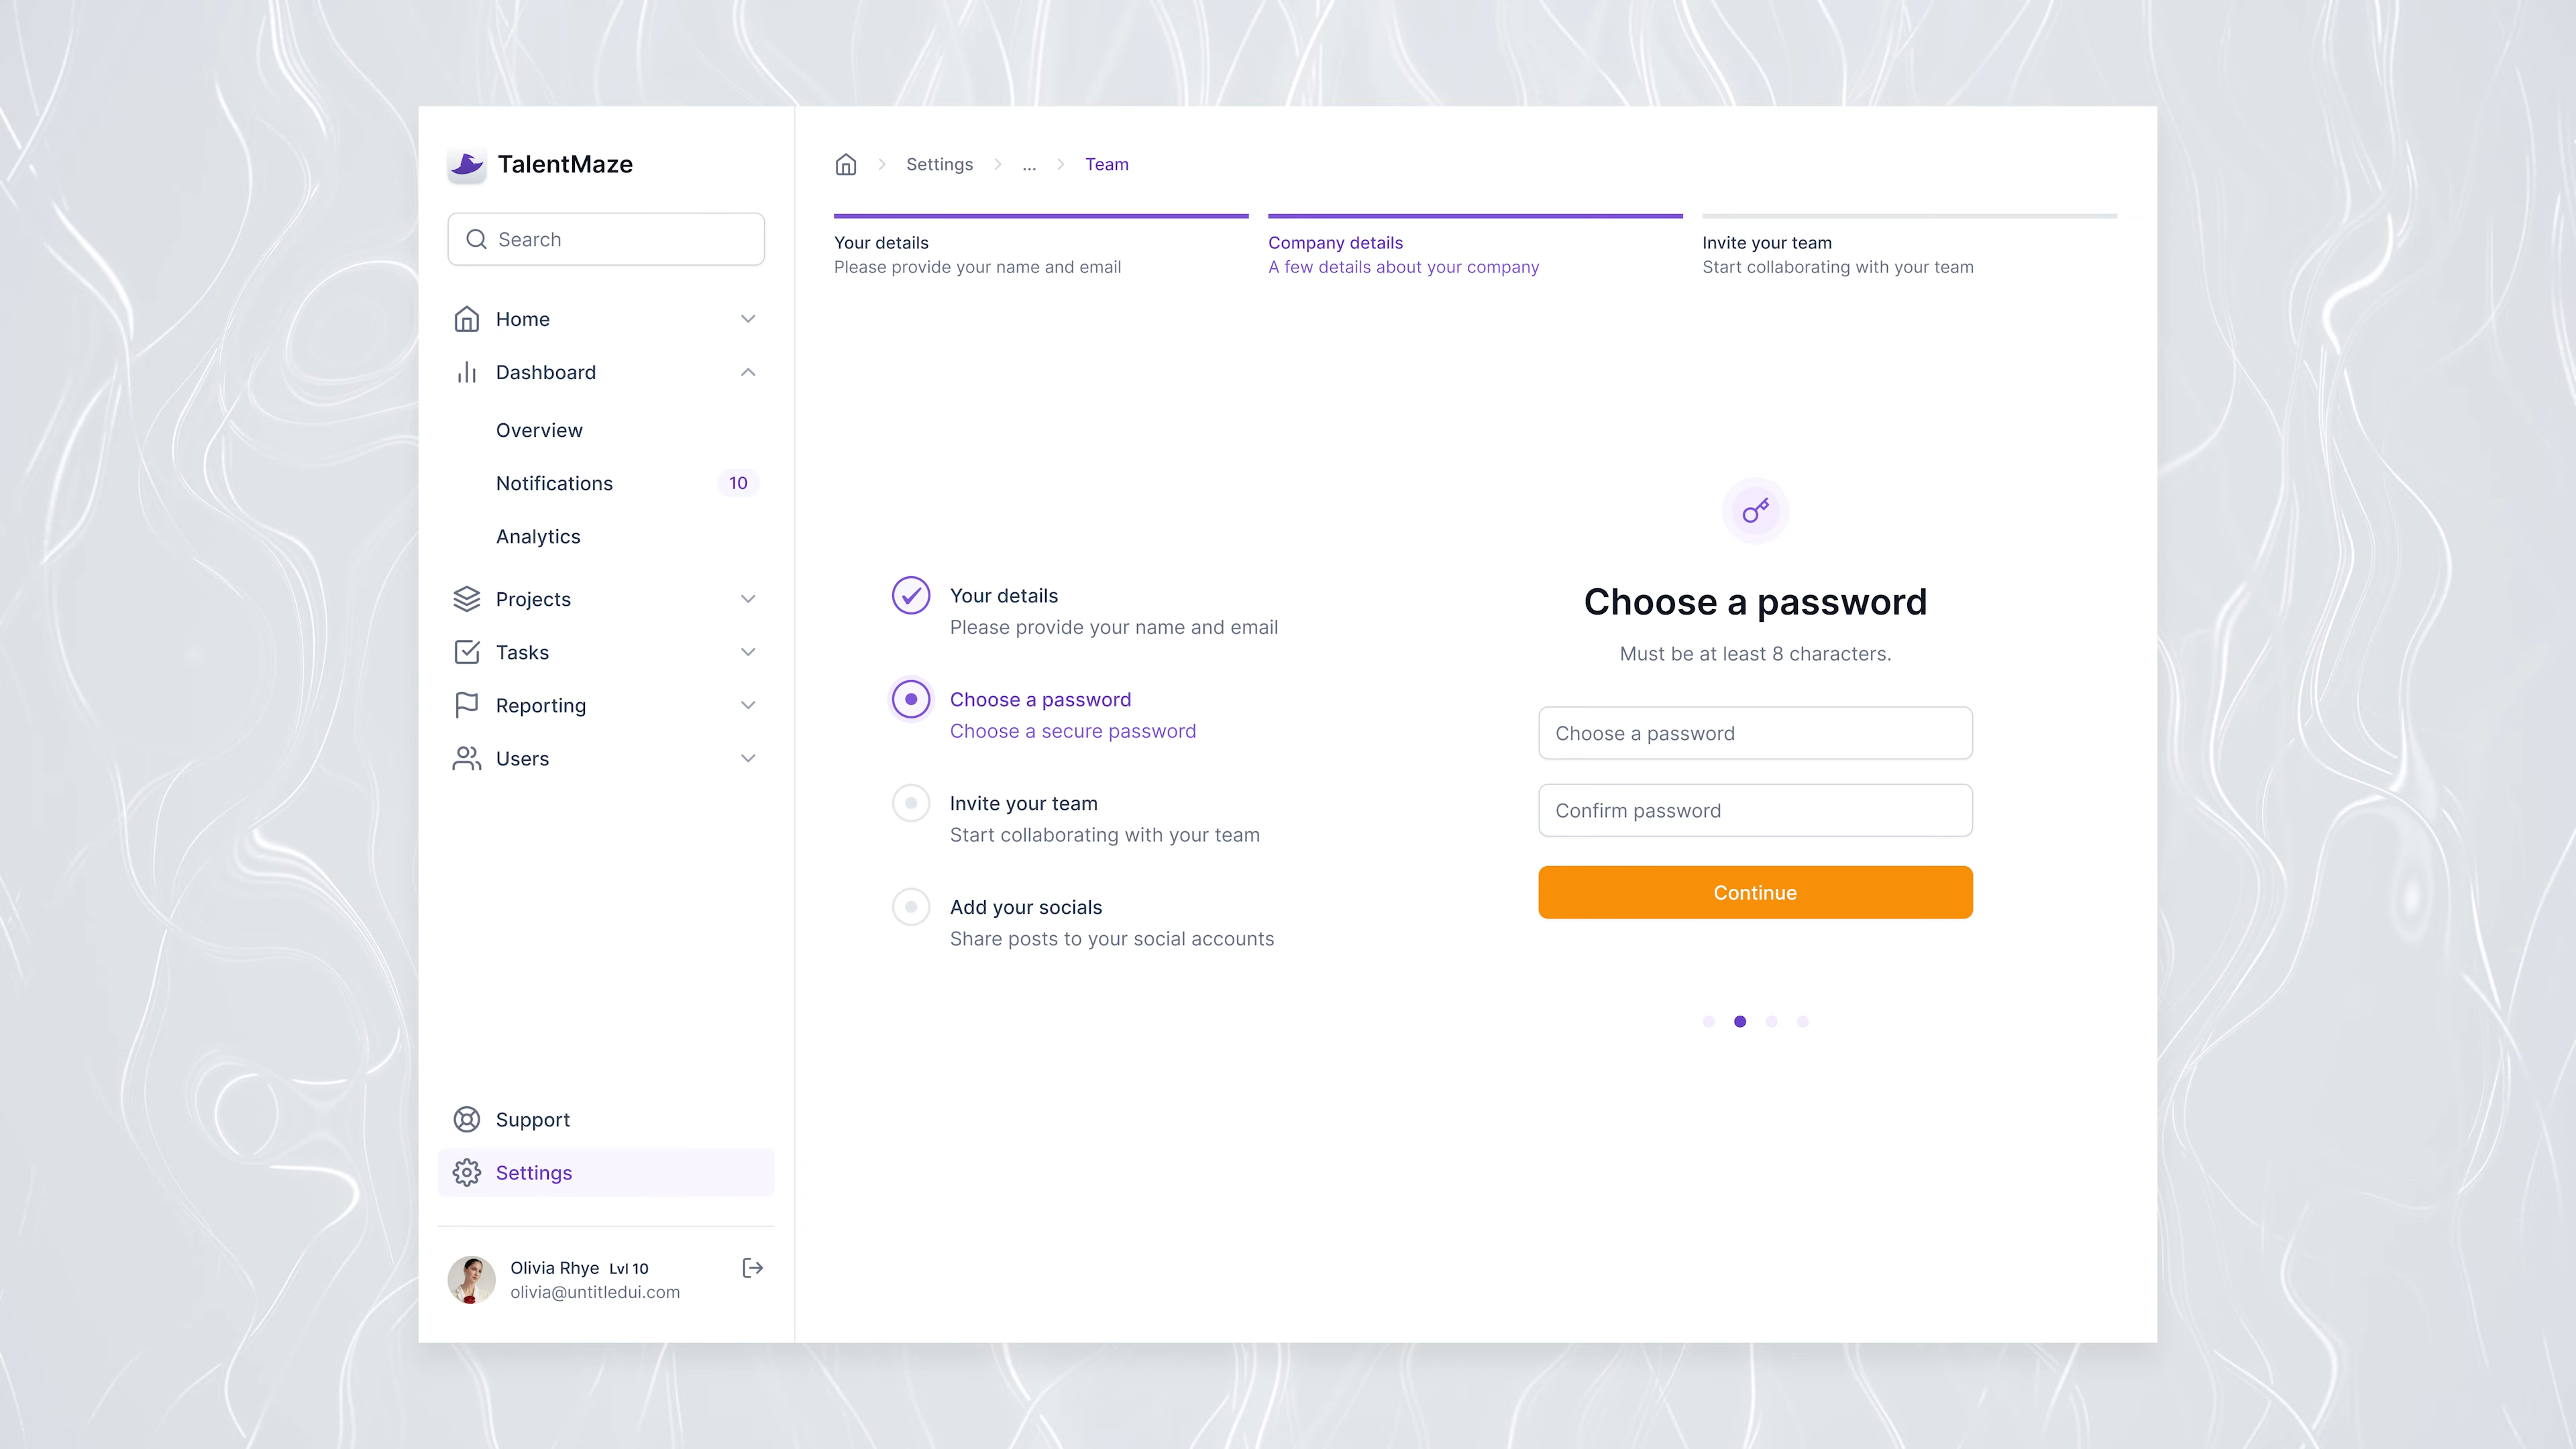 TalentMaze
Search
Home
Dashboard
Overview
Notifications 10
Analytics
Projects
Tasks
Reporting
Users
Support
Settings
Olivia Rhye Lvl 10
olivia@untitledui.com
Settings ... Team
Your details
Please provide your name and email
Company details
A few details about your company
Invite your team
Start collaborating with your team
Your details
Please provide your name and email
Choose a password
Choose a secure password
Invite your team
Start collaborating with your team
Add your socials
Share posts to your social accounts
Choose a password
Must be at least 8 characters.
Choose a password
Confirm password
Continue